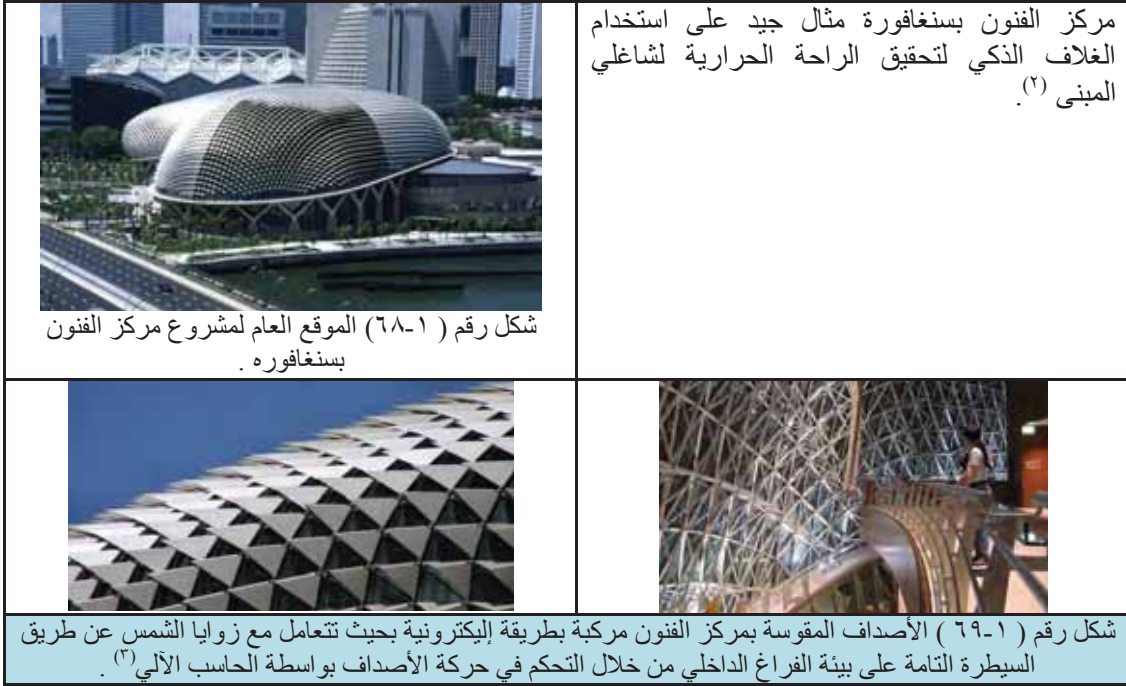 مركز الفنون بسنغافورة مثال جيد على استخدام
الغلاف الذكي لتحقيق الراحة الحرارية لشاغلي
المبنى (٢).
شكل رقم ( ١-٦٨) الموقع العام لمشروع مركز الفنون
بسنغافوره .
شكل رقم ( ١-٦٩ ) الأصداف المقوسة بمركز الفنون مركبة بطريقة إليكترونية بحيث تتعامل مع زوايا الشمس عن طريق
السيطرة التامة على بيئة الفراغ الداخلي من خلال التحكم في حركة الأصداف بواسطة الحاسب الآلي(٣) .